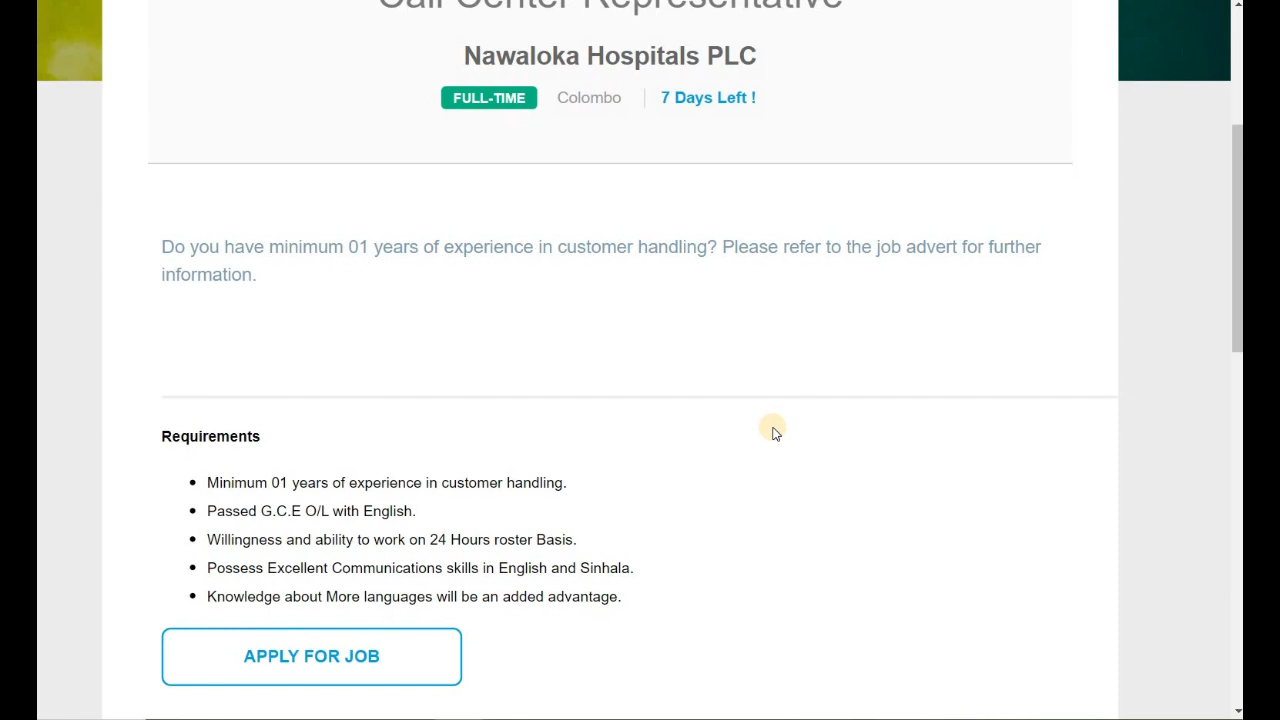 Call Center Representative
Nawaloka Hospitals PLC
FULL-TIME Colombo 7 Days Left !
Do you have minimum 01 years of experience in customer handling? Please refer to the job advert for further
information.
Requirements
Minimum 01 years of experience in customer handling.
Passed G.C.E O/L with English.
Willingness and ability to work on 24 Hours roster Basis.
Possess Excellent Communications skills in English and Sinhala.
Knowledge about More languages will be an added advantage.
APPLY FOR JOB